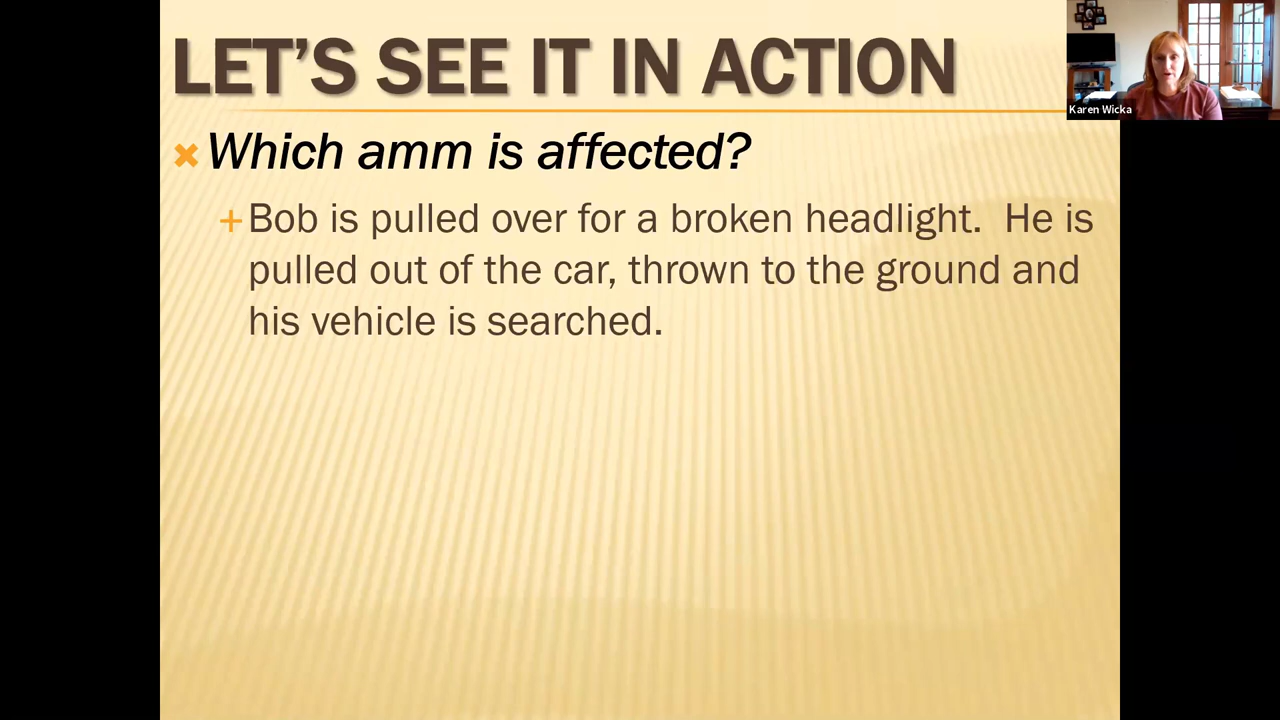 LET'S SEE IT IN ACTION
Karen Wicka
Which amm is affected?
Bob is pulled over for a broken headlight.  He is
pulled out of the car, thrown to the ground and
his vehicle is searched.